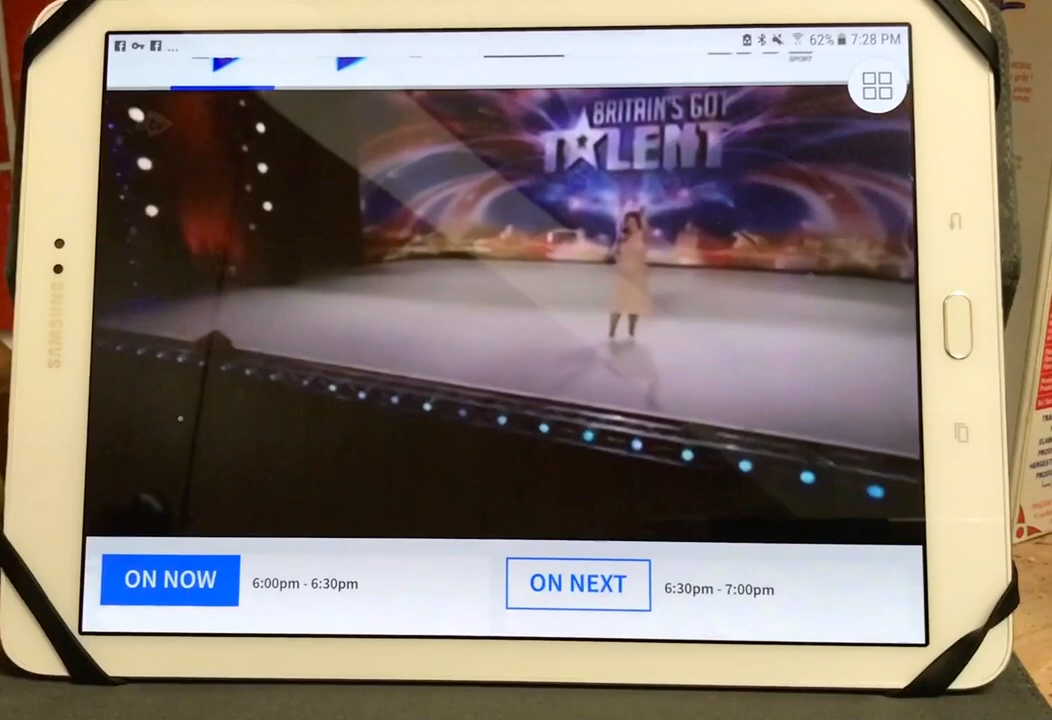 62% 7:28 PM
SPORT
BRITAIN'S GOT
TALENT
SAMSUNG
ON NOW 6:00pm - 6:30pm ON NEXT 6:30pm - 7:00pm